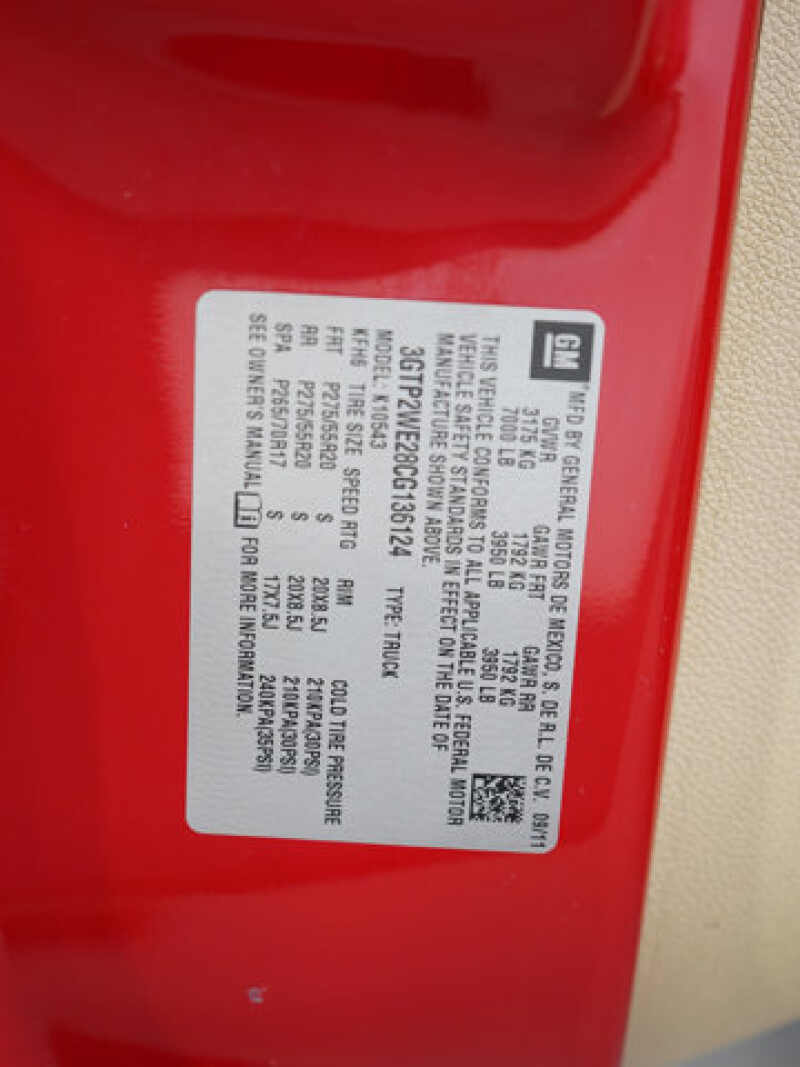 GM
MFD BY GENERAL MOTORS DE MEXICO, S. DE R.L. DE C.V. 09/11
GVWR GAWR FRT GAWR RR
3175 KG 1792 KG 1792 KG
7000 LB 3950 LB 3950 LB
THIS VEHICLE CONFORMS TO ALL APPLICABLE U.S. FEDERAL MOTOR
VEHICLE SAFETY STANDARDS IN EFFECT ON THE DATE OF
MANUFACTURE SHOWN ABOVE.
3GTP2WE28CG136124 TYPE: TRUCK
MODEL: K10543
KFH6 TIRE SIZE SPEED RTG RIM COLD TIRE PRESSURE
FRT P275/55R20 S 20X8.5J 210KPA(30PSI)
RR P275/55R20 S 20X8.5J 210KPA(30PSI)
SPA P265/70R17 S 17X7.5J 240KPA(35PSI)
SEE OWNER'S MANUAL FOR MORE INFORMATION.